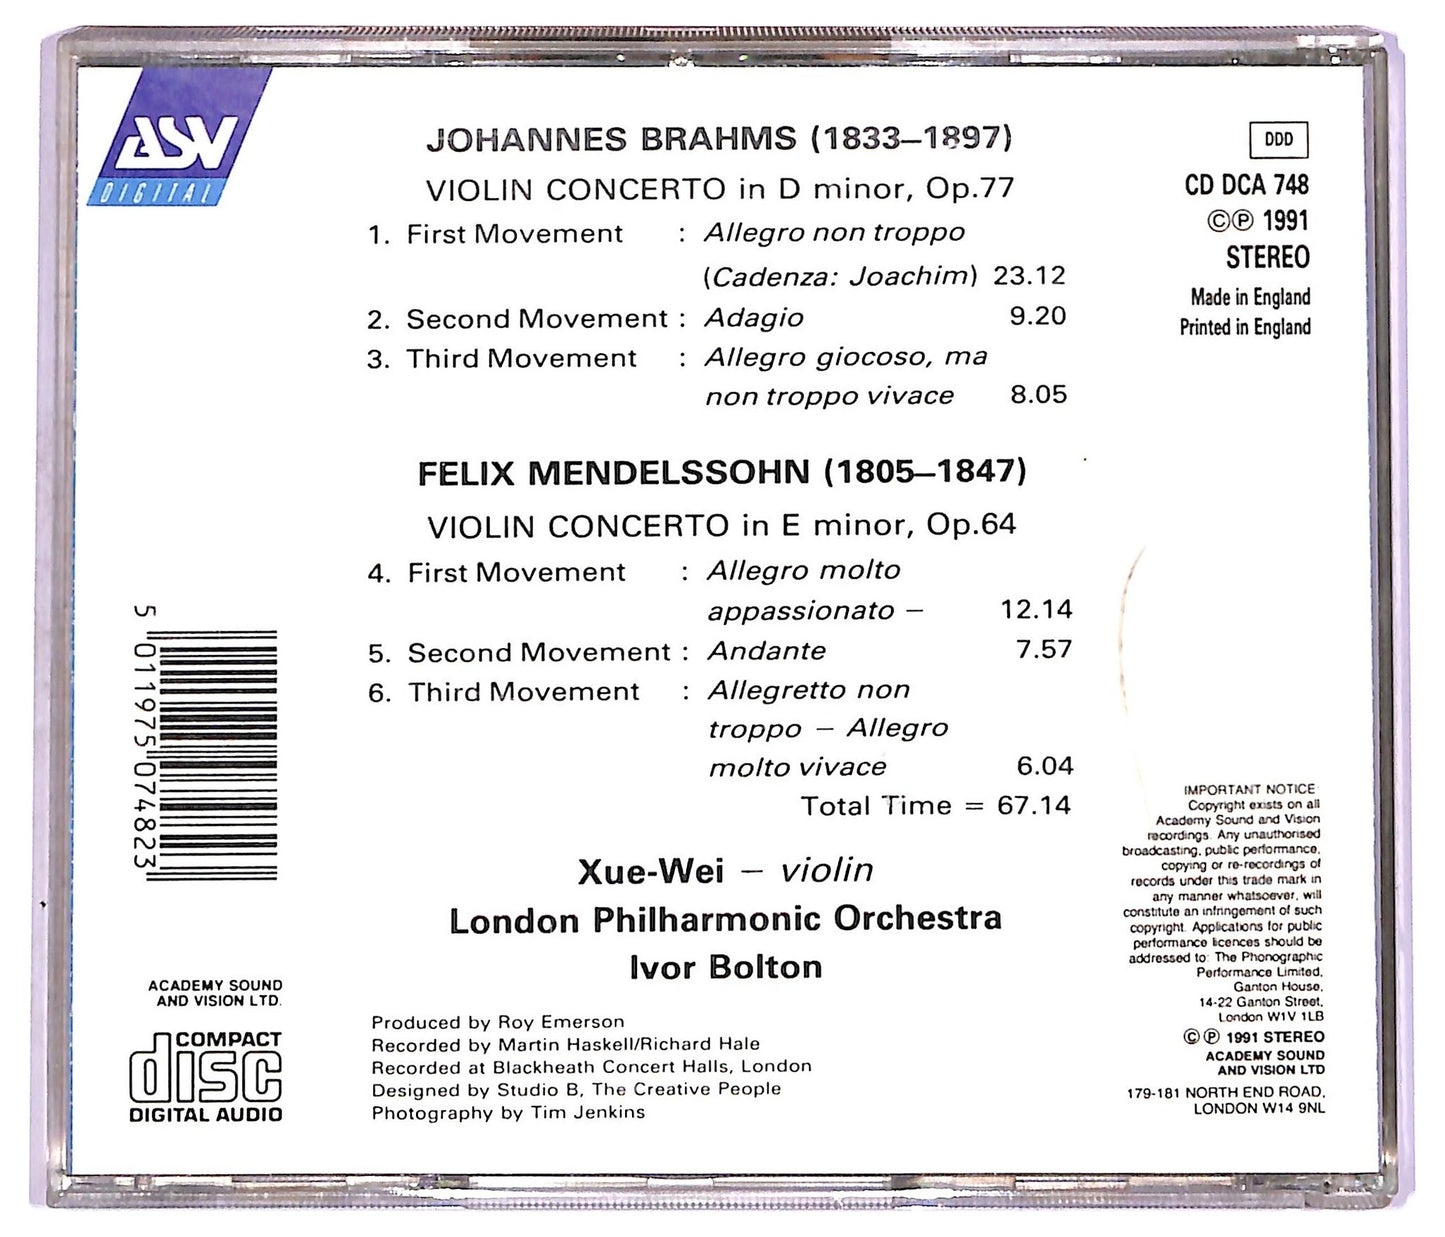 ASV
DIGITAL
JOHANNES BRAHMS (1833–1897)
VIOLIN CONCERTO in D minor, Op.77
1. First Movement : Allegro non troppo
(Cadenza: Joachim) 23.12
2. Second Movement : Adagio 9.20
3. Third Movement : Allegro giocoso, ma
non troppo vivace 8.05
FELIX MENDELSSOHN (1805–1847)
VIOLIN CONCERTO in E minor, Op.64
4. First Movement : Allegro molto
appassionato – 12.14
5. Second Movement : Andante 7.57
6. Third Movement : Allegretto non
troppo – Allegro
molto vivace 6.04
Total Time = 67.14
Xue-Wei – violin
London Philharmonic Orchestra
Ivor Bolton
Produced by Roy Emerson
Recorded by Martin Haskell/Richard Hale
Recorded at Blackheath Concert Halls, London
Designed by Studio B, The Creative People
Photography by Tim Jenkins
DDD
CD DCA 748
©℗ 1991
STEREO
Made in England
Printed in England
5 011975 074823
ACADEMY SOUND
AND VISION LTD.
COMPACT
disc
DIGITAL AUDIO
IMPORTANT NOTICE
Copyright exists on all
Academy Sound and Vision
recordings. Any unauthorised
broadcasting, public performance,
copying or re-recordings of
records under this trade mark in
any manner whatsoever, will
constitute an infringement of such
copyright. Applications for public
performance licences should be
addressed to: The Phonographic
Performance Limited,
Ganton House,
14-22 Ganton Street,
London W1V 1LB
©℗ 1991 STEREO
ACADEMY SOUND
AND VISION LTD
179-181 NORTH END ROAD,
LONDON W14 9NL